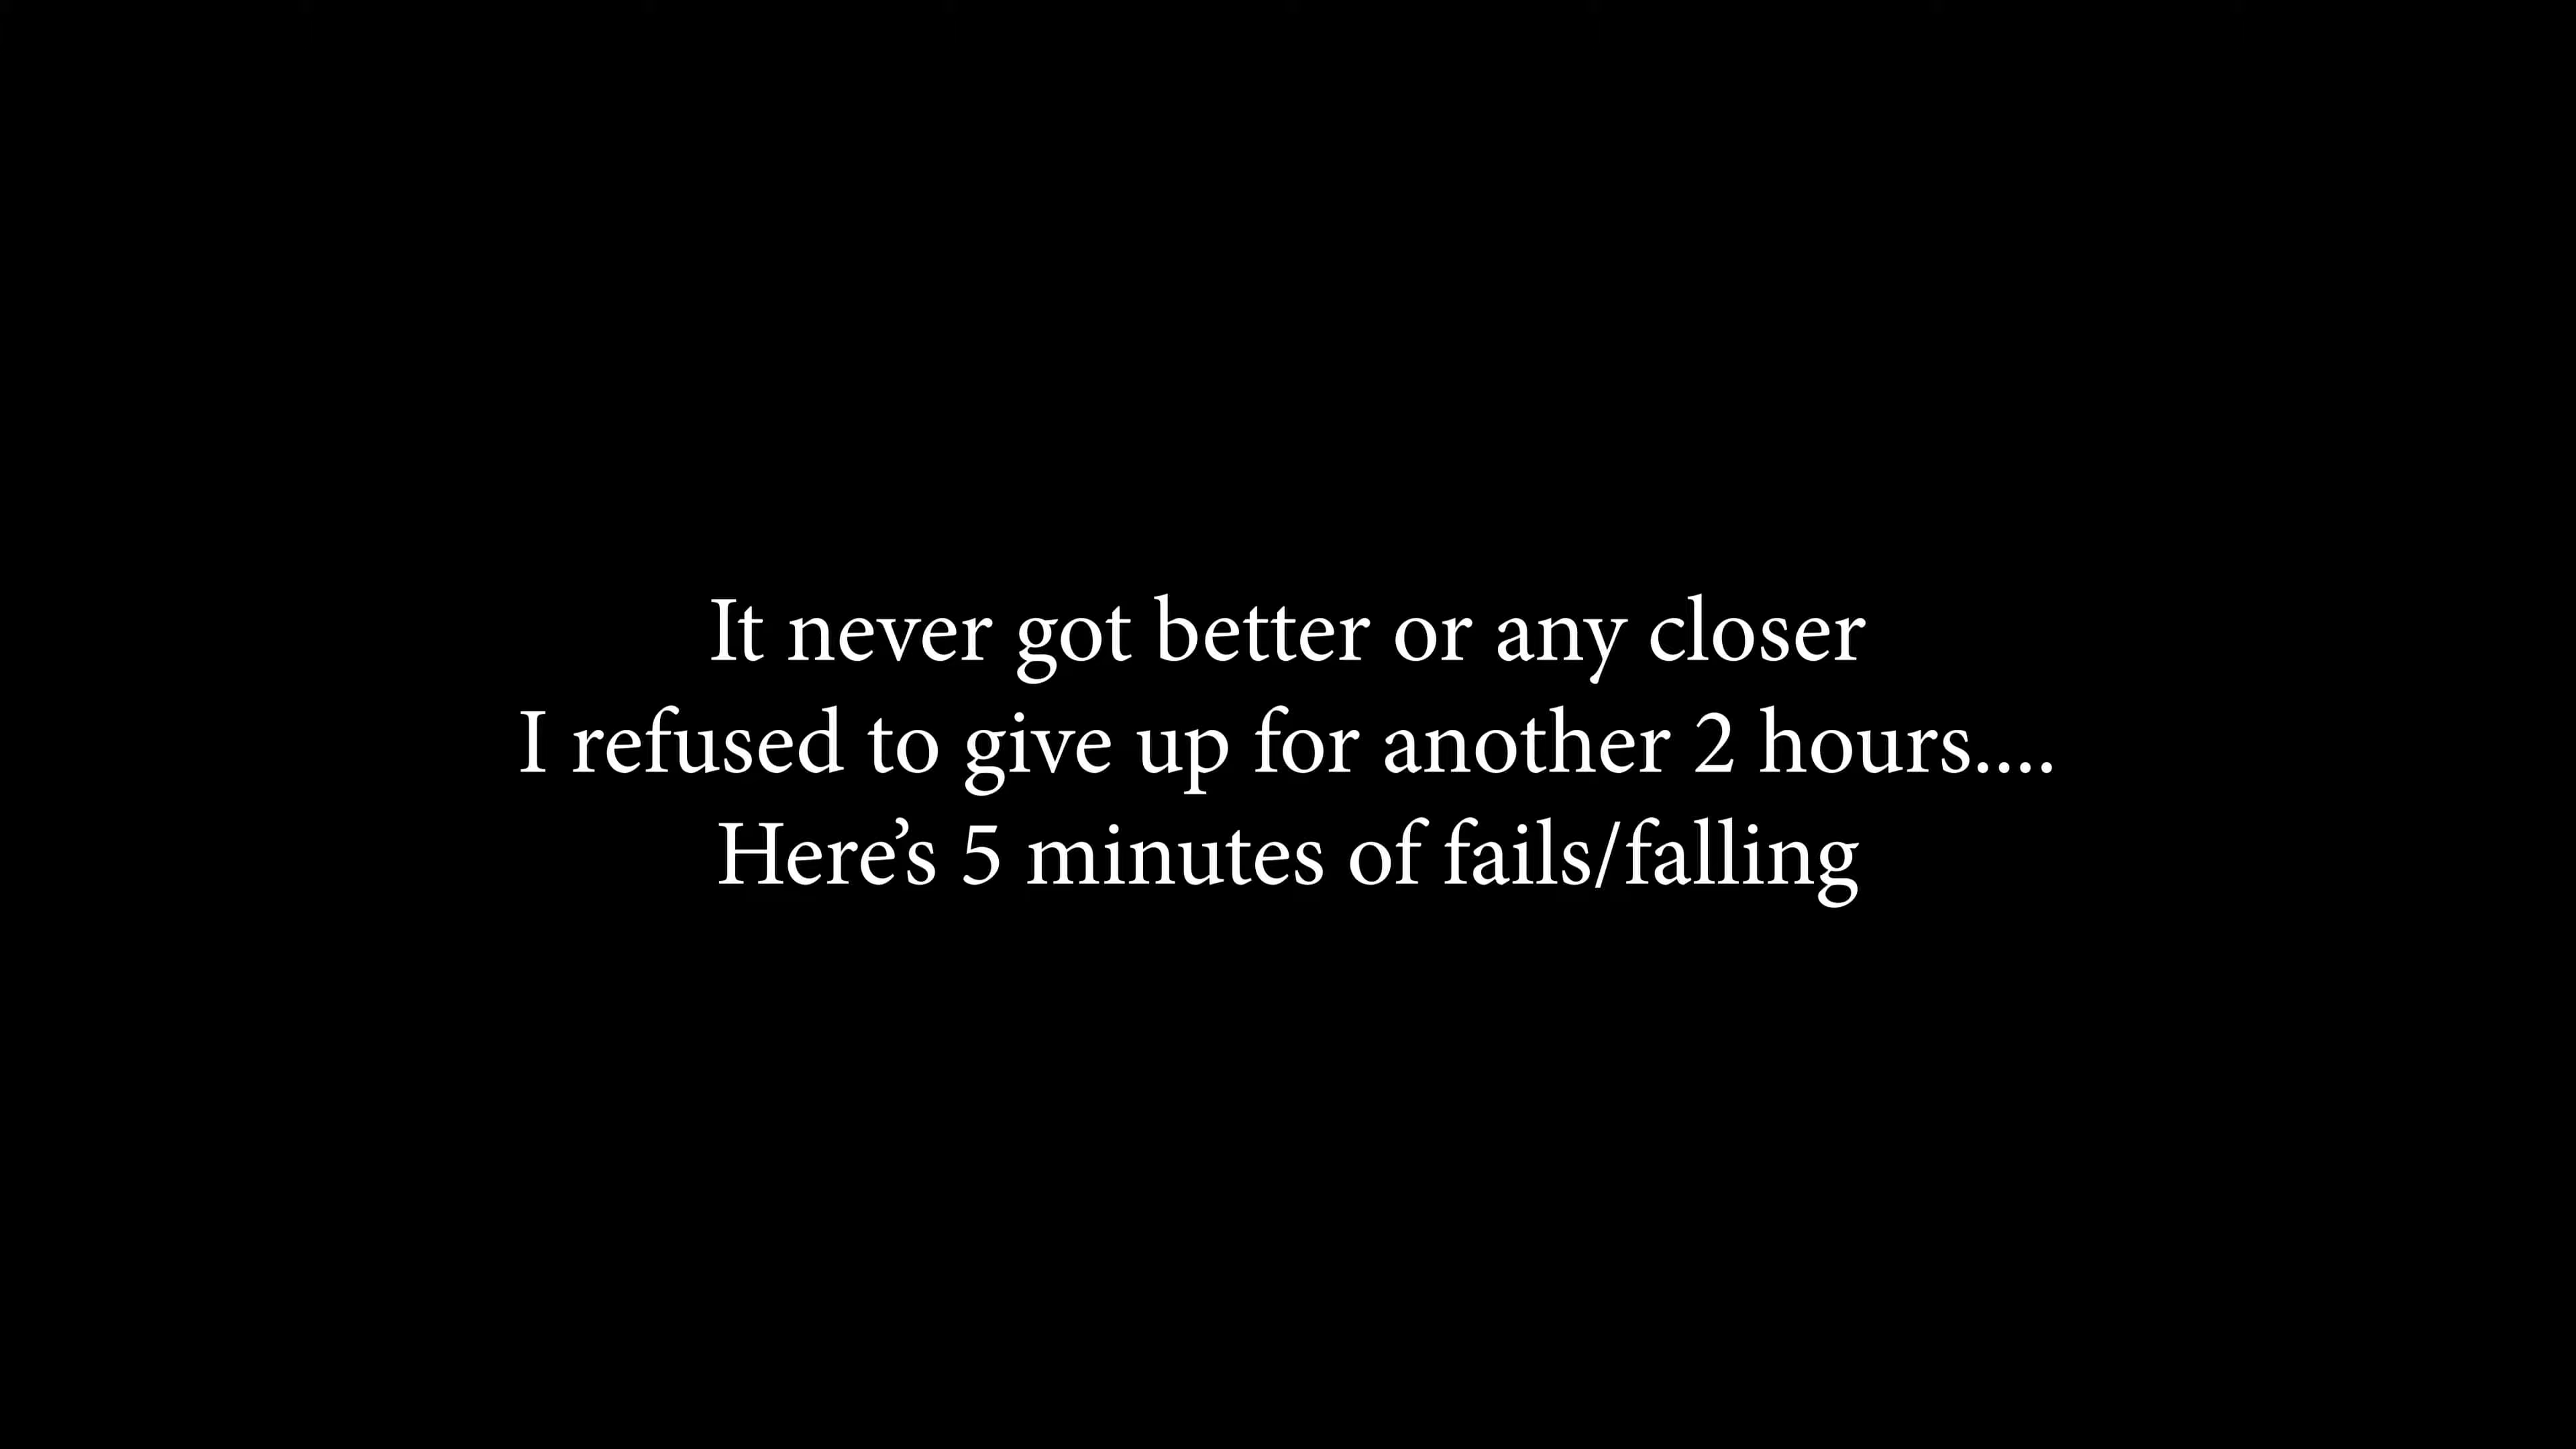 It never got better or any closer
I refused to give up for another 2 hours....
Here’s 5 minutes of fails/falling